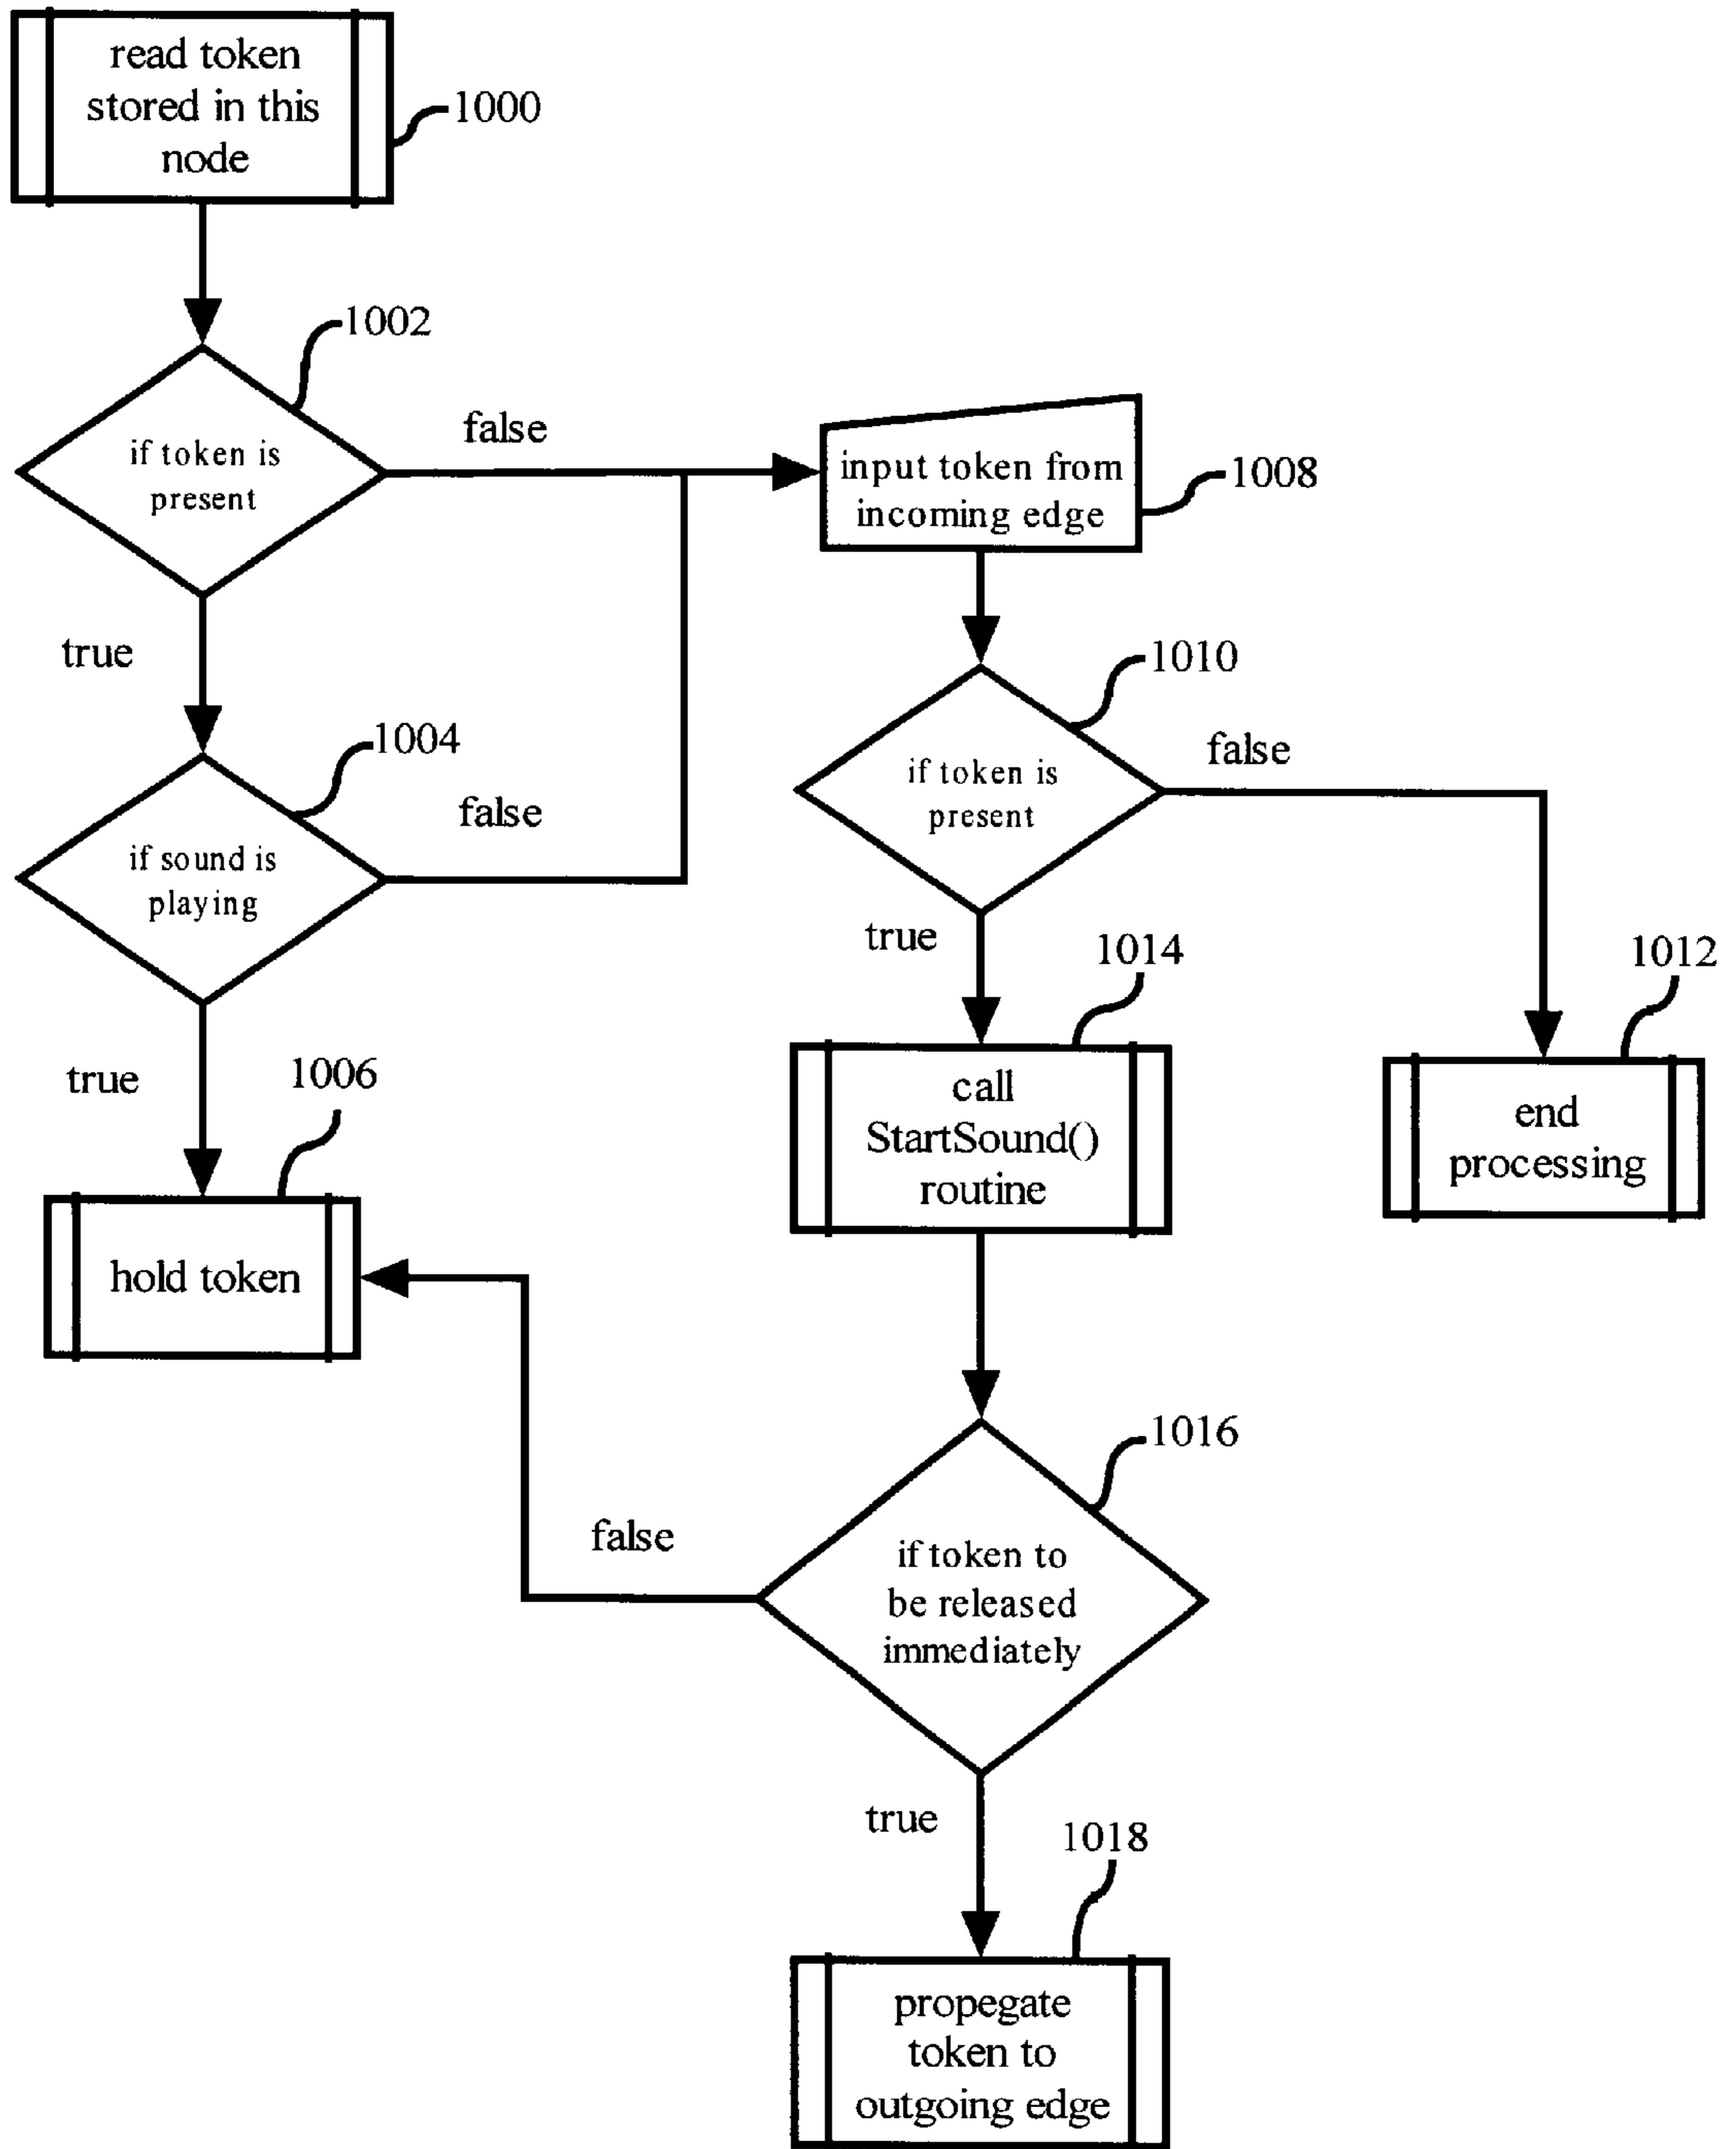 read token
stored in this
node
1000
1002
if token is
present
false
true
input token from
incoming edge
1008
1004
if sound is
playing
false
true
1010
if token is
present
false
true
1006
hold token
1014
call
StartSound()
routine
1012
end
processing
1016
if token to
be released
immediately
false
true
1018
propegate
token to
outgoing edge